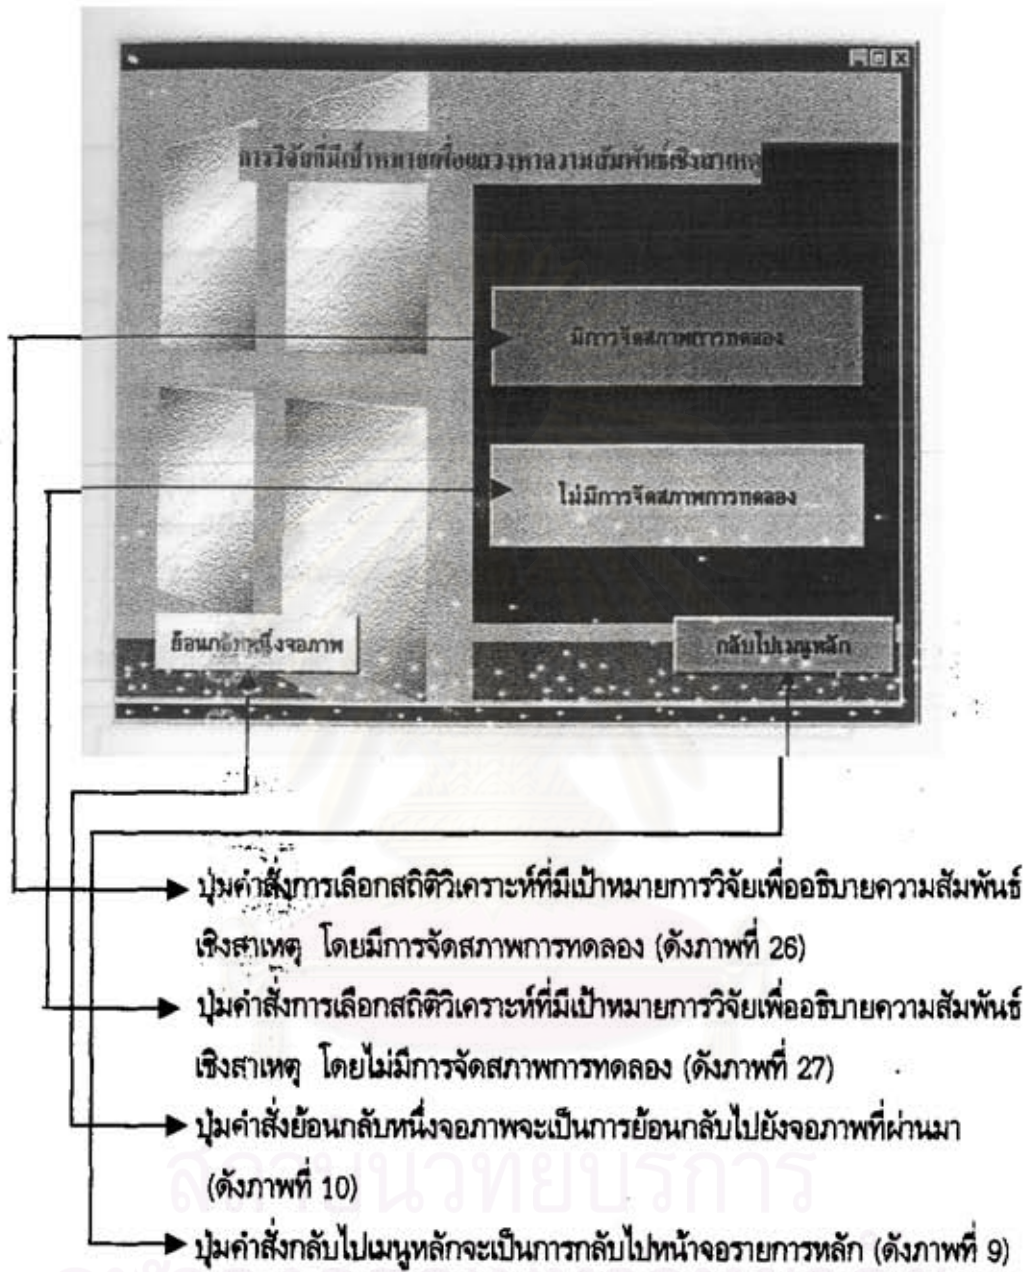 การวิจัยที่มีเป้าหมายเพื่อแสวงหาความสัมพันธ์เชิงสาเหตุ
มีการจัดสภาพการทดลอง
ไม่มีการจัดสภาพการทดลอง
ย้อนกลับหนึ่งจอภาพ
กลับไปเมนูหลัก
ปุ่มคำสั่งการเลือกสถิติวิเคราะห์ที่มีเป้าหมายการวิจัยเพื่ออธิบายความสัมพันธ์
เชิงสาเหตุ โดยมีการจัดสภาพการทดลอง (ดังภาพที่ 26)
ปุ่มคำสั่งการเลือกสถิติวิเคราะห์ที่มีเป้าหมายการวิจัยเพื่ออธิบายความสัมพันธ์
เชิงสาเหตุ โดยไม่มีการจัดสภาพการทดลอง (ดังภาพที่ 27)
ปุ่มคำสั่งย้อนกลับหนึ่งจอภาพจะเป็นการย้อนกลับไปยังจอภาพที่ผ่านมา
(ดังภาพที่ 10)
สถาบันวิทยบริการ
ปุ่มคำสั่งกลับไปเมนูหลักจะเป็นการกลับไปหน้าจอรายการหลัก (ดังภาพที่ 9)